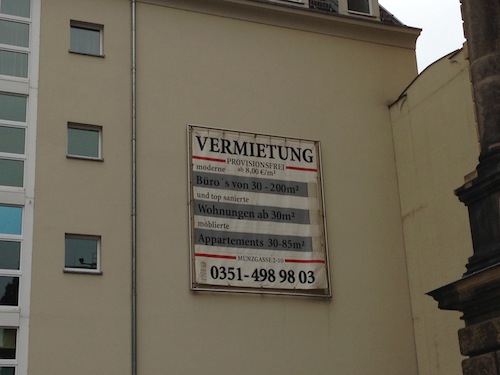 VERMIETUNG
PROVISIONSFREI
moderne ab 8,00 €/m²
Büro`s von 30 - 200m²
und top sanierte
Wohnungen ab 30m²
möblierte
Appartements 30-85m²
MÜNZGASSE 2-10
0351-498 98 03